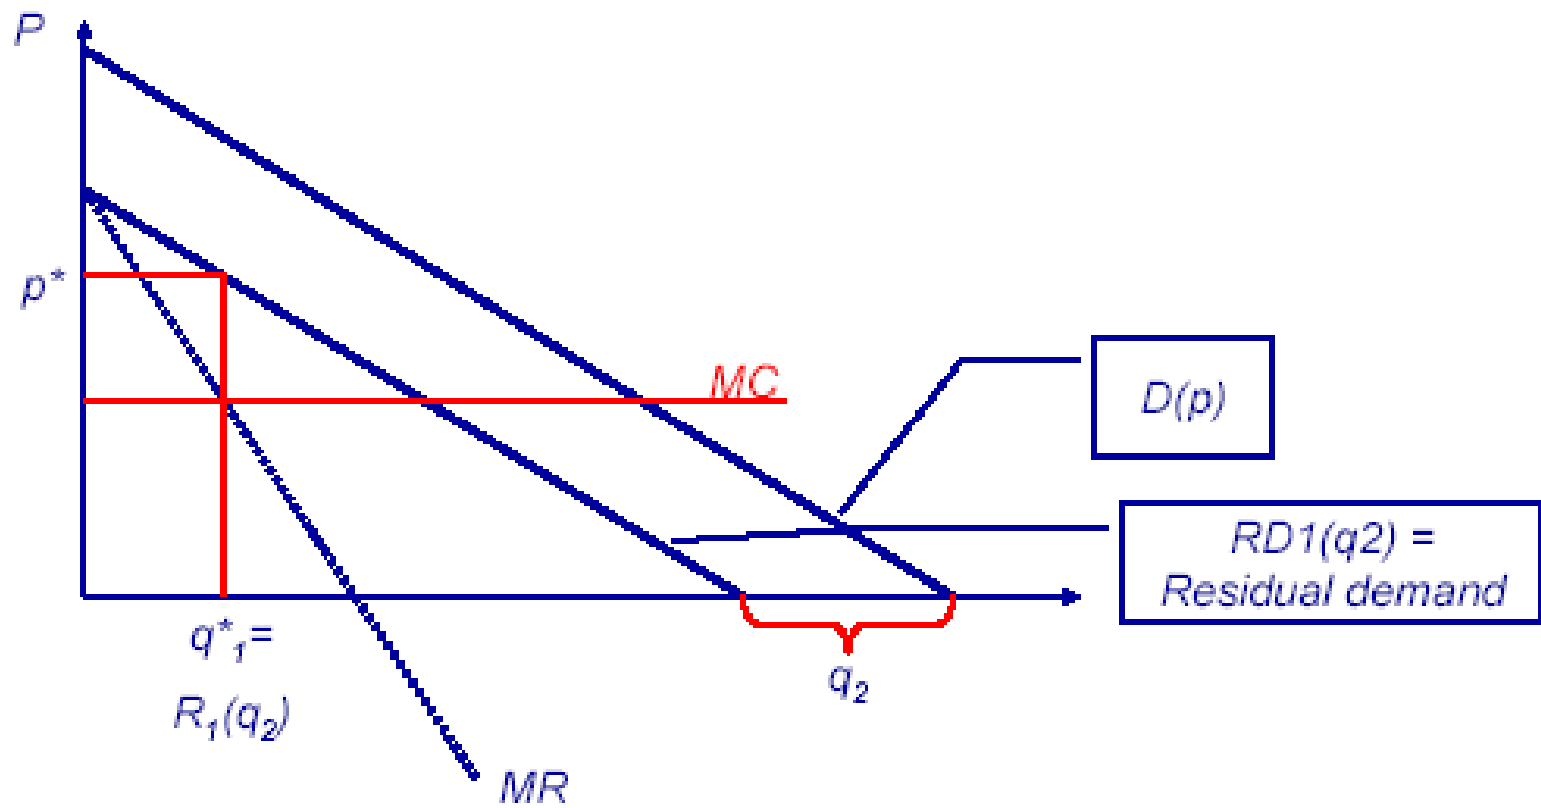 P
p*
MC
D(p)
RD1(q2) =
Residual demand
q*₁=
R₁(q₂)
q₂
MR